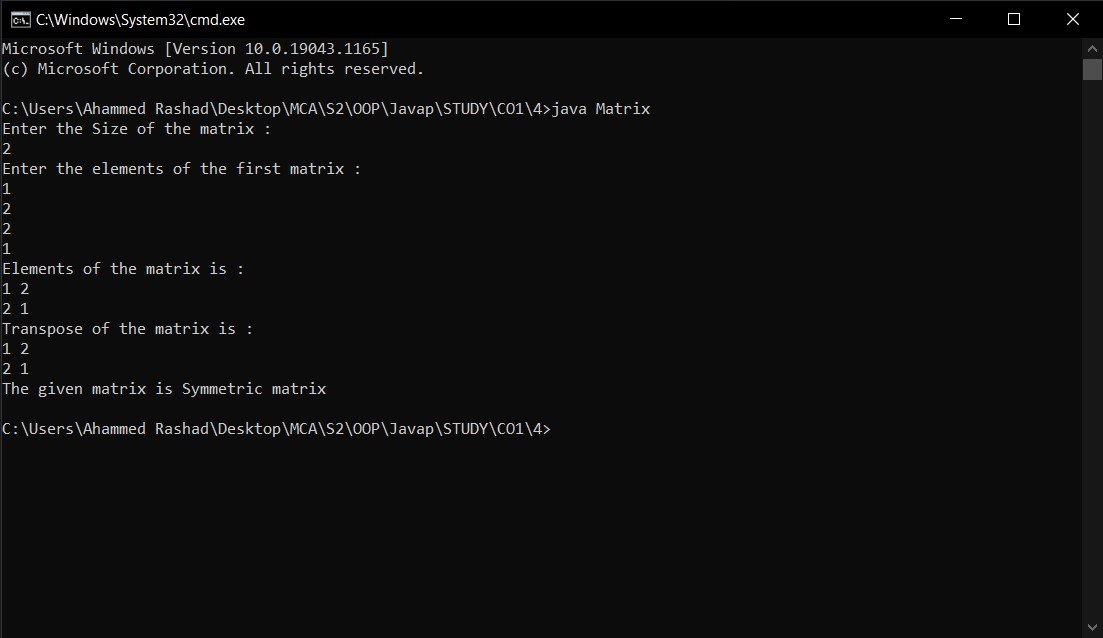 C:\Windows\System32\cmd.exe
Microsoft Windows [Version 10.0.19043.1165]
(c) Microsoft Corporation. All rights reserved.
C:\Users\Ahammed Rashad\Desktop\MCA\S2\OOP\Javap\STUDY\CO1\4>java Matrix
Enter the Size of the matrix :
2
Enter the elements of the first matrix :
1
2
2
1
Elements of the matrix is :
1 2
2 1
Transpose of the matrix is :
1 2
2 1
The given matrix is Symmetric matrix
C:\Users\Ahammed Rashad\Desktop\MCA\S2\OOP\Javap\STUDY\CO1\4>